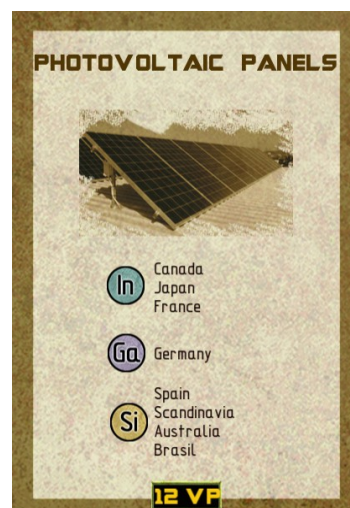 PHOTOVOLTAIC PANELS
In
Canada
Japan
France
Ga
Germany
Si
Spain
Scandinavia
Australia
Brasil
12 VP